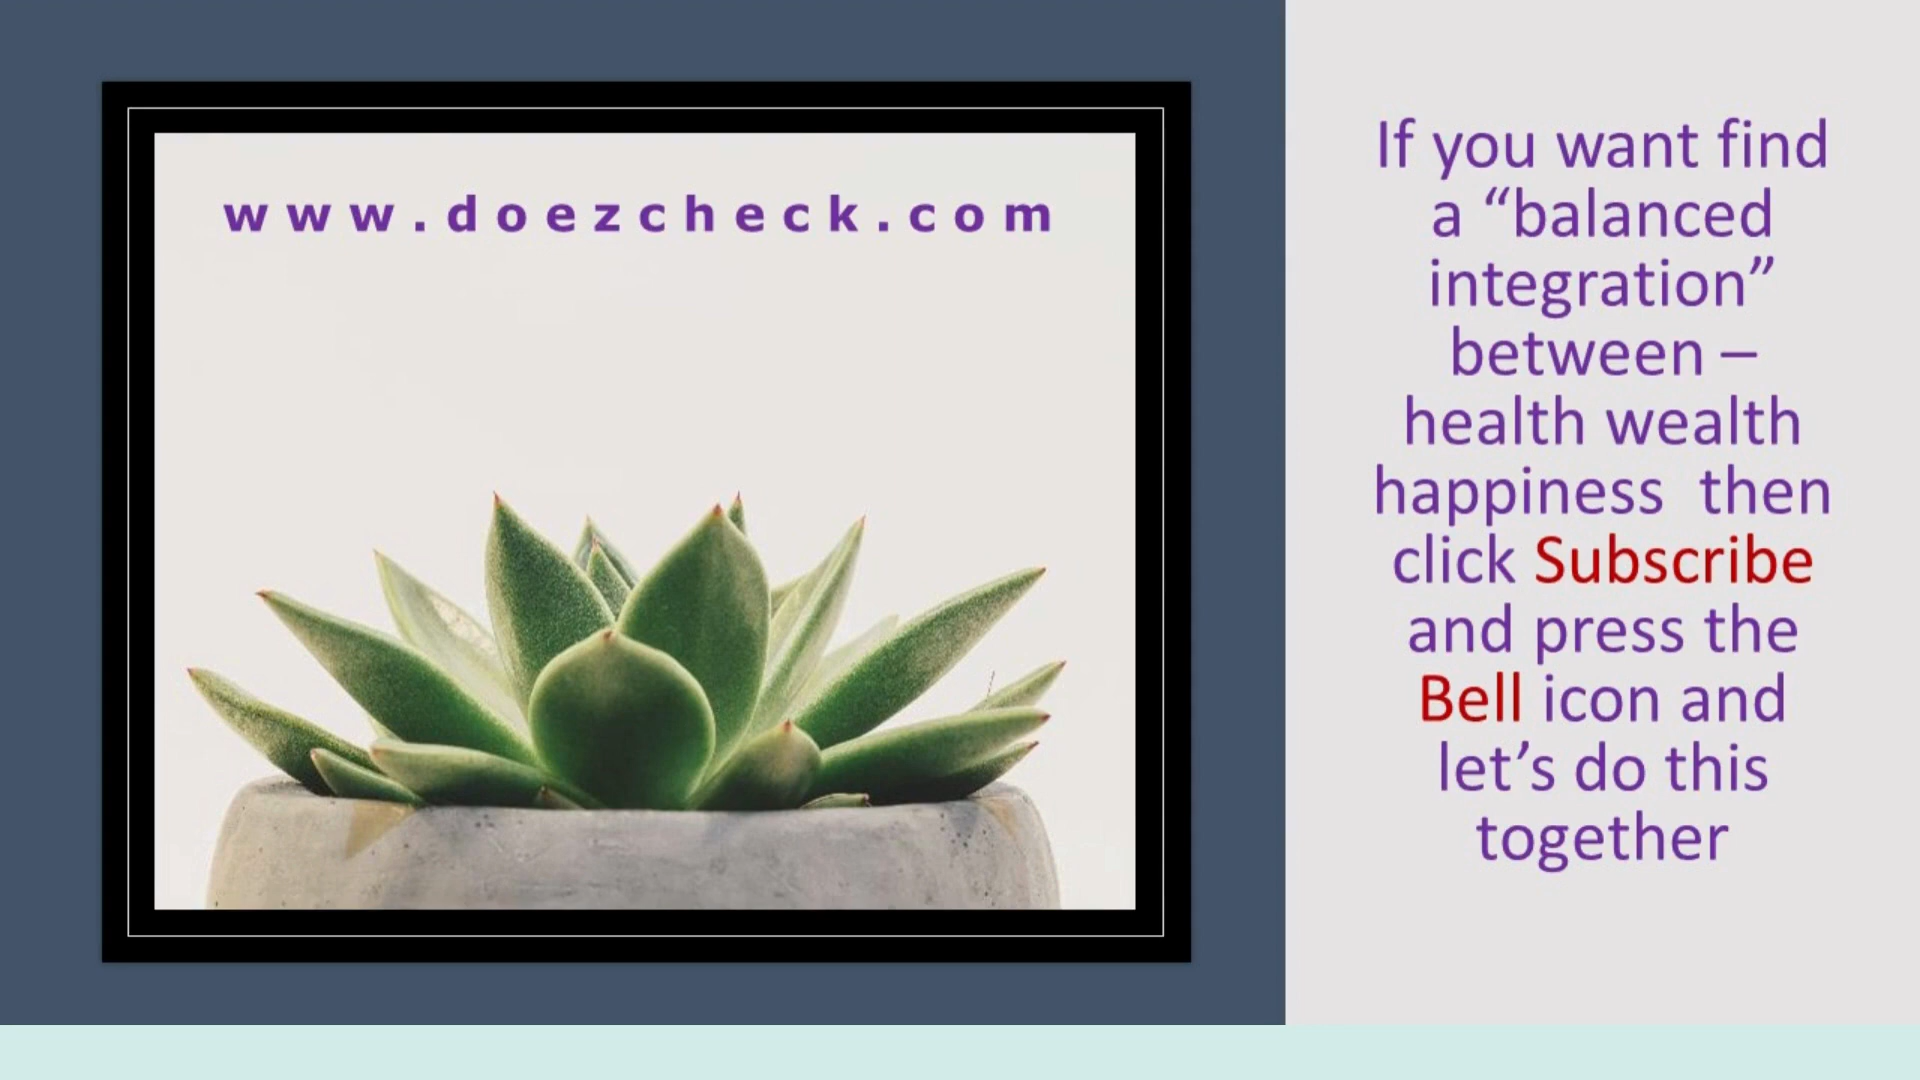 www.doezcheck.com
If you want find
a “balanced
integration”
between –
health wealth
happiness  then
click Subscribe
and press the
Bell icon and
let’s do this
together